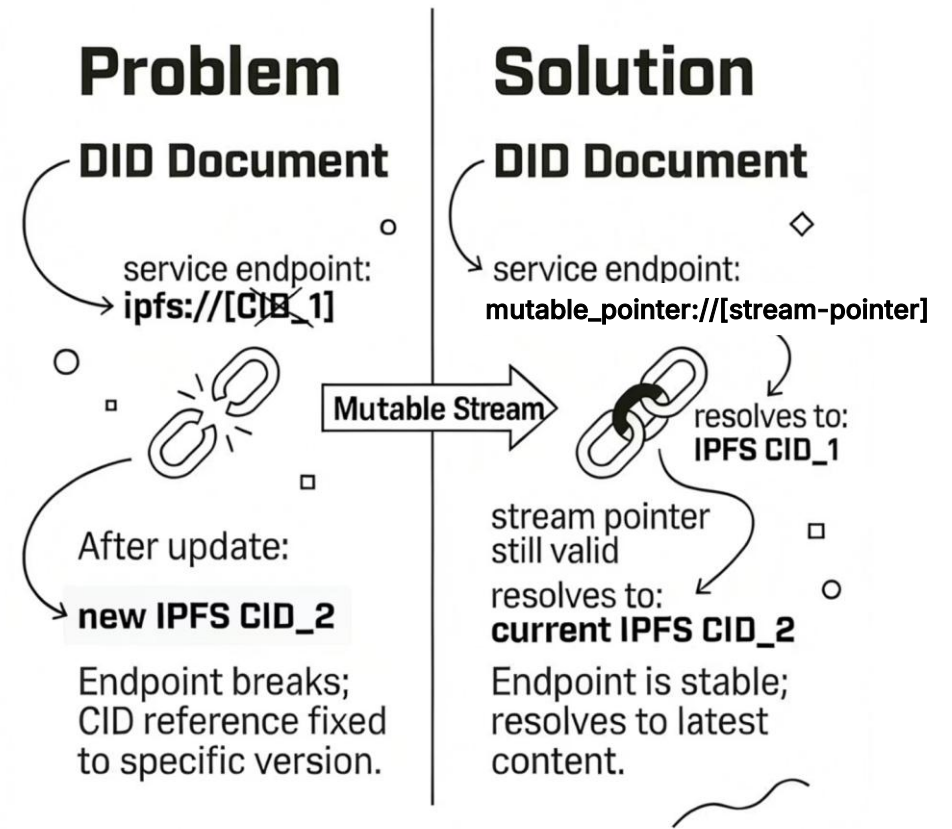 Problem
DID Document
service endpoint:
ipfs://[CID_1]
After update:
new IPFS CID_2
Endpoint breaks;
CID reference fixed
to specific version.
Mutable Stream
Solution
DID Document
service endpoint:
mutable_pointer://[stream-pointer]
resolves to:
IPFS CID_1
stream pointer
still valid
resolves to:
current IPFS CID_2
Endpoint is stable;
resolves to latest
content.